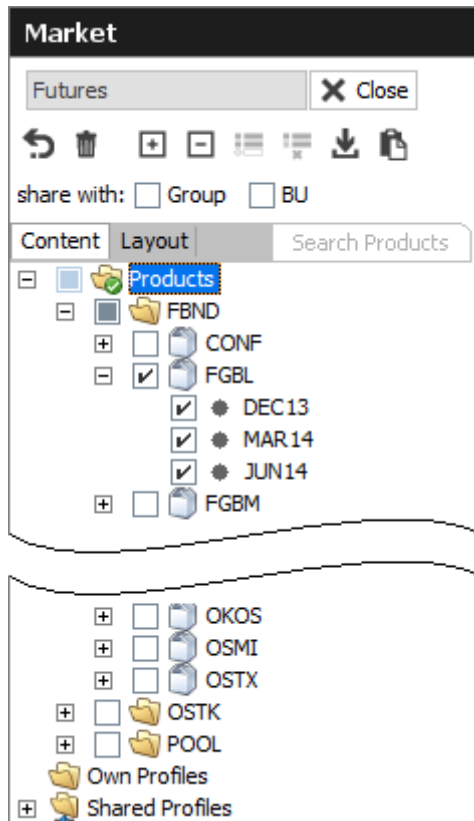 Market
Futures Close
share with: Group BU
Content Layout Search Products
Products
FBND
CONF
FGBL
DEC13
MAR14
JUN14
FGBM
OKOS
OSMI
OSTX
OSTK
POOL
Own Profiles
Shared Profiles